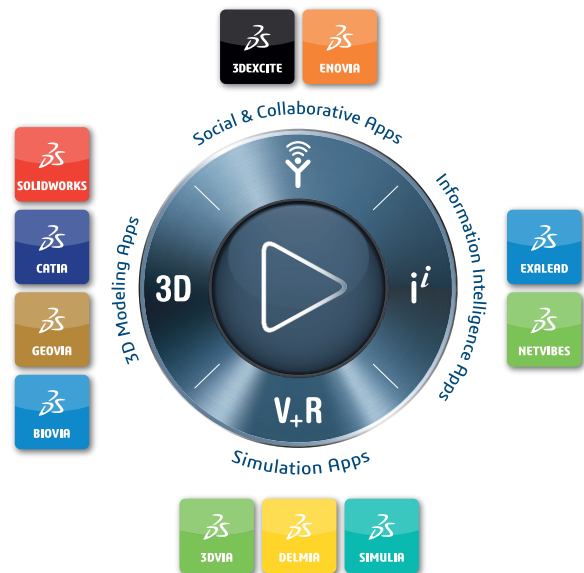 3DEXCITE
ENOVIA
Social & Collaborative Apps
SOLIDWORKS
CATIA
GEOVIA
BIOVIA
3D Modeling Apps
3D
i i
Information Intelligence Apps
EXALEAD
NETVIBES
V+R
Simulation Apps
3DVIA
DELMIA
SIMULIA